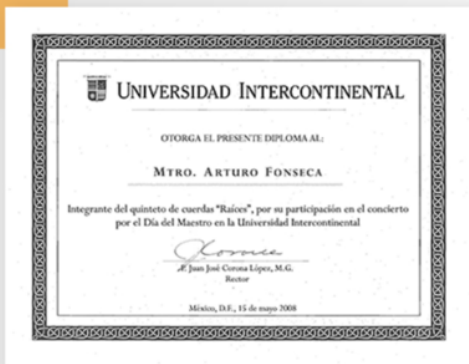 UNIVERSIDAD INTERCONTINENTAL
OTORGA EL PRESENTE DIPLOMA AL:
MTRO. ARTURO FONSECA
Integrante del quinteto de cuerdas "Raíces", por su participación en el concierto
por el Día del Maestro en la Universidad Intercontinental
P. Juan José Corona López, M.G.
Rector
México, D.F., 15 de mayo 2008